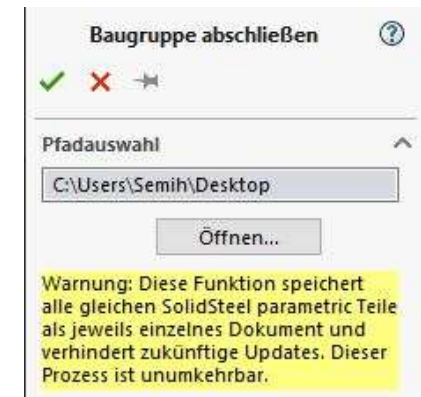 Baugruppe abschließen
Pfadauswahl
C:\Users\Semih\Desktop
Öffnen...
Warnung: Diese Funktion speichert
alle gleichen SolidSteel parametric Teile
als jeweils einzelnes Dokument und
verhindert zukünftige Updates. Dieser
Prozess ist unumkehrbar.